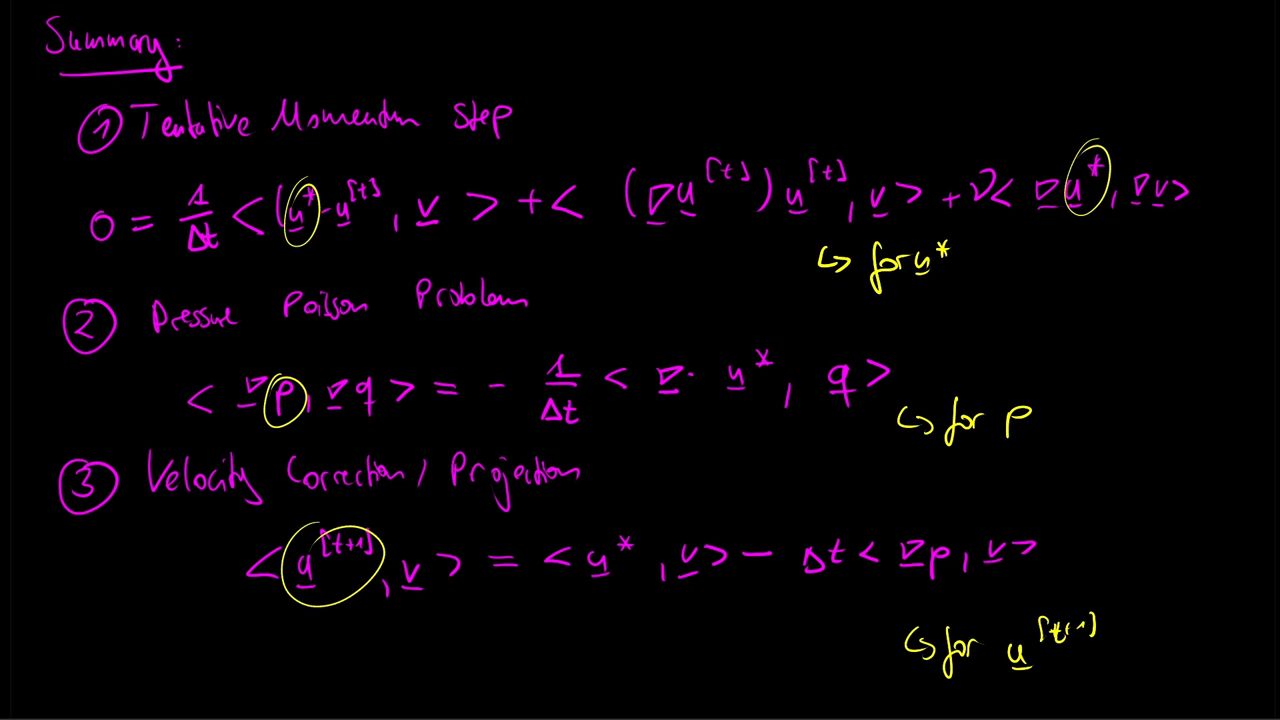 Summary:
① Tentative Momentum Step
0 = 1/Δt <(u* - u^[t], v > + < (∇u^[t]) u^[t], v > + ν< ∇u*, ∇v>
↪ for u*
② Pressure Poisson Problem
< ∇p, ∇q > = - 1/Δt < ∇· u*, q >
↪ for p
③ Velocity Correction / Projection
< u^[t+1], v > = < u*, v > - Δt < ∇p, v >
↪ for u^[t+1]